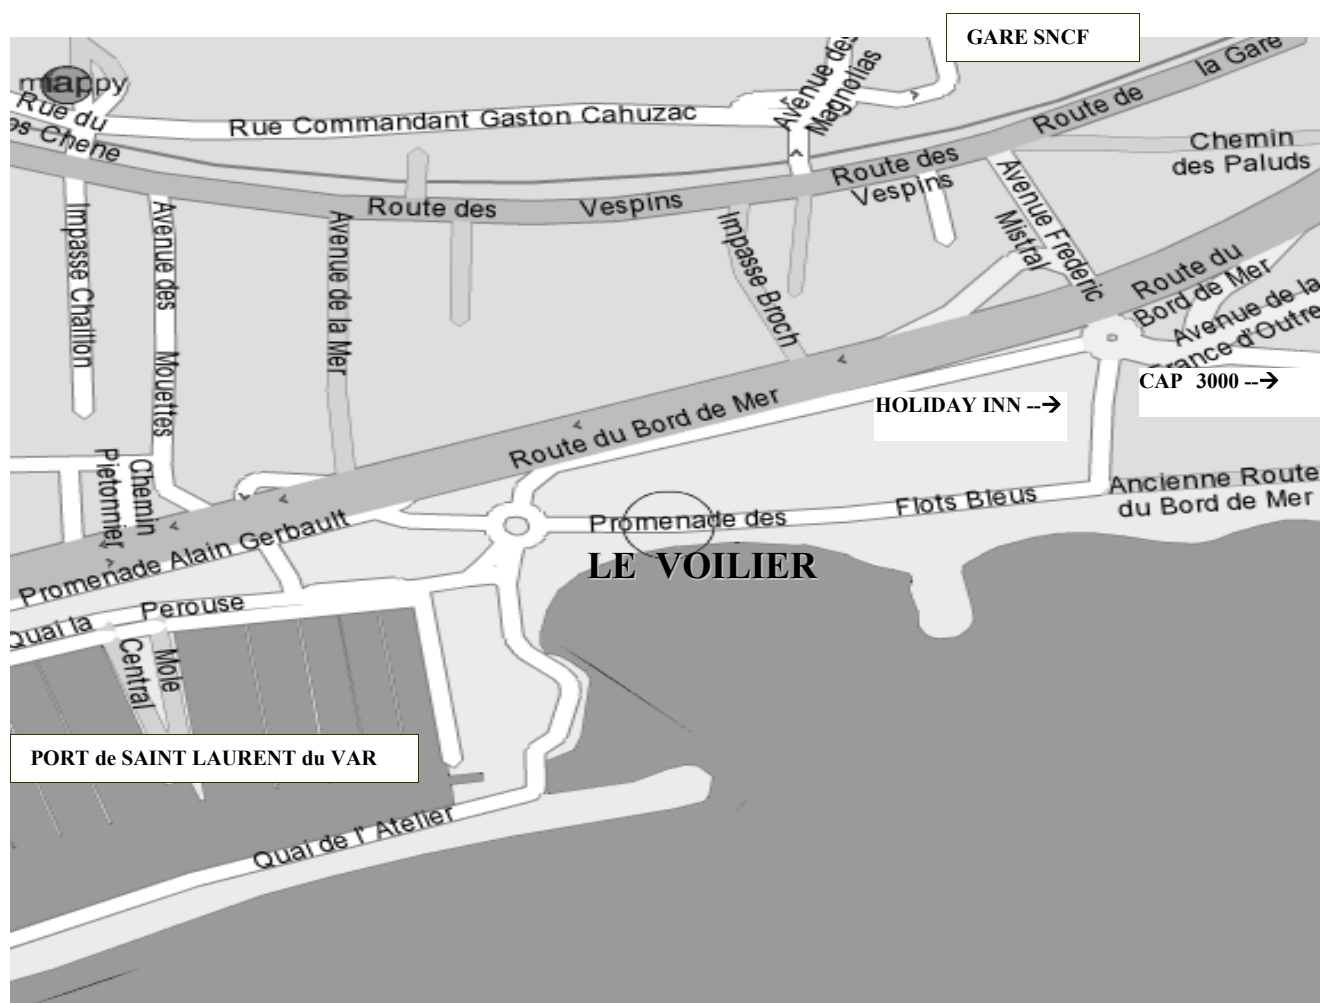 GARE SNCF
mappy
la Gare
Route de
Avenue des
Magnolias
Rue du
Rue Commandant Gaston Cahuzac
os Chene
Chemin
des Paluds
Route des
Vespins
Route des
Vespins
Avenue Frederic
Mistral
Impasse Chaillon
Avenue des Mouettes
Avenue de la Mer
Impasse Broch
Route du
Bord de Mer
Avenue de la
France d'Outre
CAP 3000 -->
HOLIDAY INN -->
Route du Bord de Mer
Chemin
Pietonnier
Ancienne Route
du Bord de Mer
Promenade des Flots Bleus
LE VOILIER
Promenade Alain Gerbault
Quai la Perouse
Mole
Central
PORT de SAINT LAURENT du VAR
Quai de l' Atelier